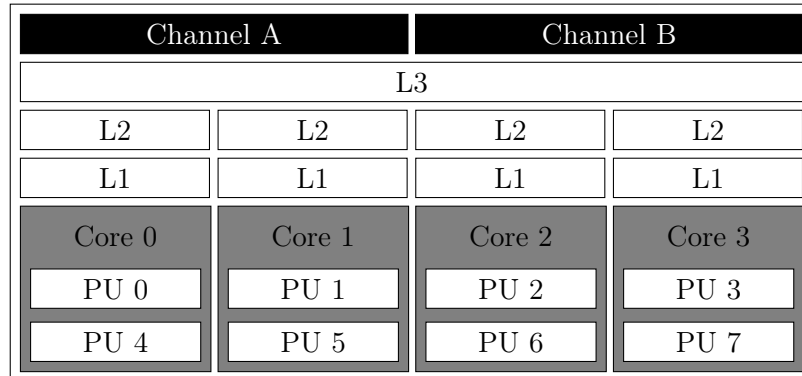 Channel A Channel B
L3
L2 L2 L2 L2
L1 L1 L1 L1
Core 0 Core 1 Core 2 Core 3
PU 0 PU 1 PU 2 PU 3
PU 4 PU 5 PU 6 PU 7